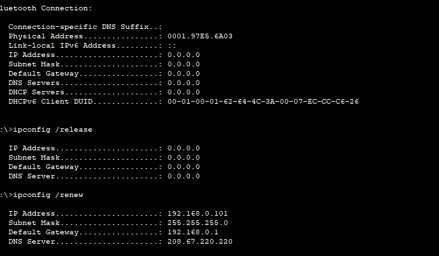 luetooth Connection:
Connection-specific DNS Suffix..:
Physical Address................: 0001.97E5.6A03
Link-local IPv6 Address.........: ::
IP Address......................: 0.0.0.0
Subnet Mask.....................: 0.0.0.0
Default Gateway.................: 0.0.0.0
DNS Servers.....................: 0.0.0.0
DHCP Servers....................: 0.0.0.0
DHCPv6 Client DUID..............: 00-01-00-01-62-64-4C-3A-00-07-EC-CC-C6-26
:\>ipconfig /release
IP Address......................: 0.0.0.0
Subnet Mask.....................: 0.0.0.0
Default Gateway.................: 0.0.0.0
DNS Server......................: 0.0.0.0
:\>ipconfig /renew
IP Address......................: 192.168.0.101
Subnet Mask.....................: 255.255.255.0
Default Gateway.................: 192.168.0.1
DNS Server......................: 208.67.220.220